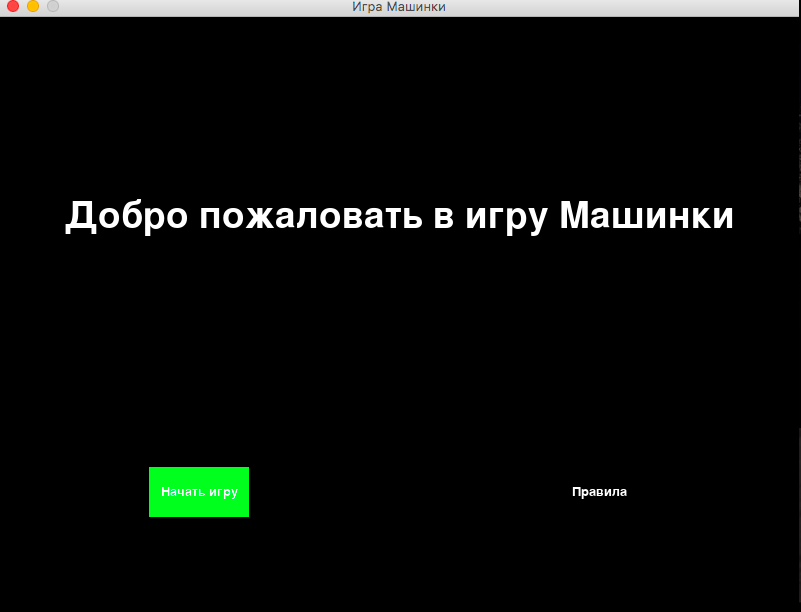 Игра Машинки
Добро пожаловать в игру Машинки
Начать игру
Правила